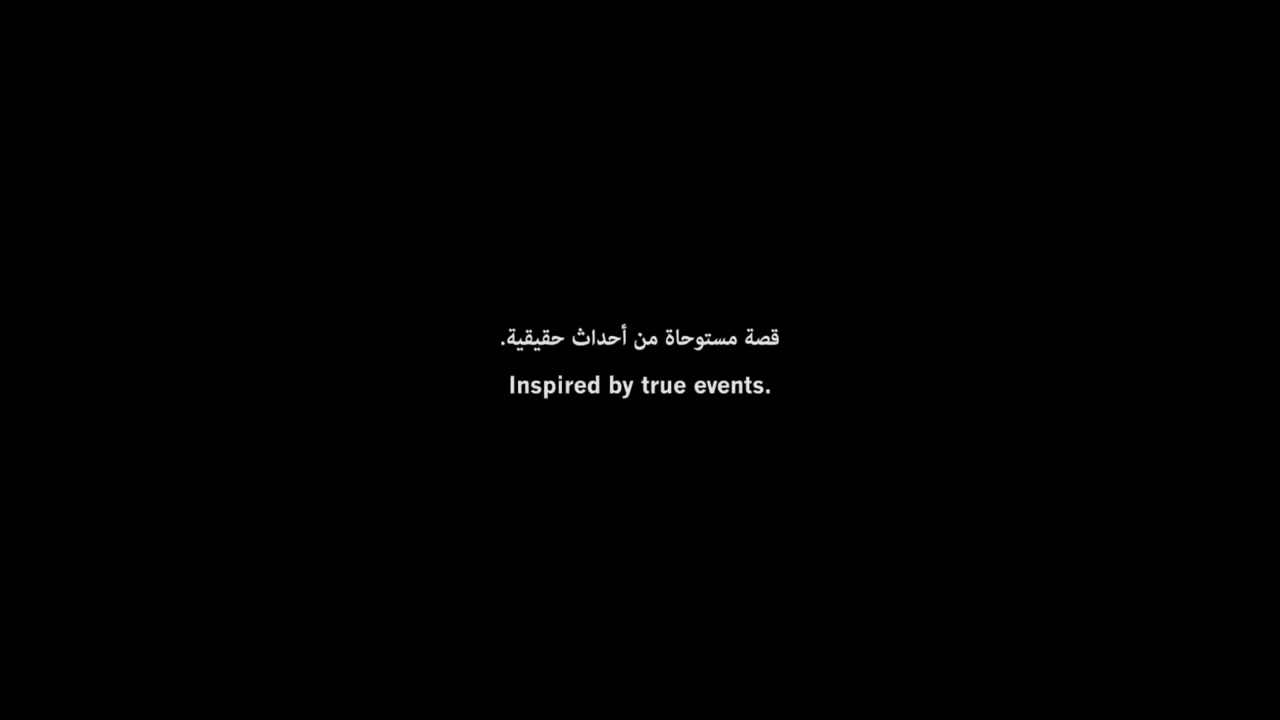 قصة مستوحاة من أحداث حقيقية.
Inspired by true events.